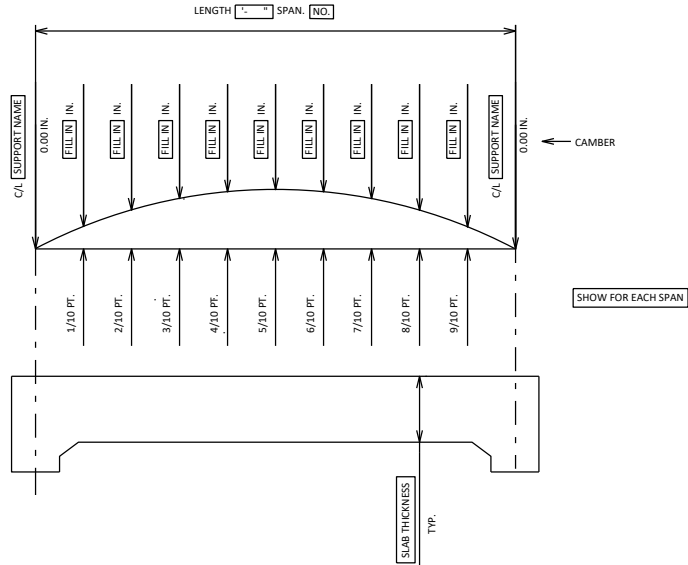 LENGTH '- " SPAN. NO.
C/L SUPPORT NAME
0.00 IN.
FILL IN IN.
FILL IN IN.
FILL IN IN.
FILL IN IN.
FILL IN IN.
FILL IN IN.
FILL IN IN.
FILL IN IN.
FILL IN IN.
C/L SUPPORT NAME
0.00 IN.
CAMBER
1/10 PT.
2/10 PT.
3/10 PT.
4/10 PT.
5/10 PT.
6/10 PT.
7/10 PT.
8/10 PT.
9/10 PT.
SHOW FOR EACH SPAN
SLAB THICKNESS
TYP.